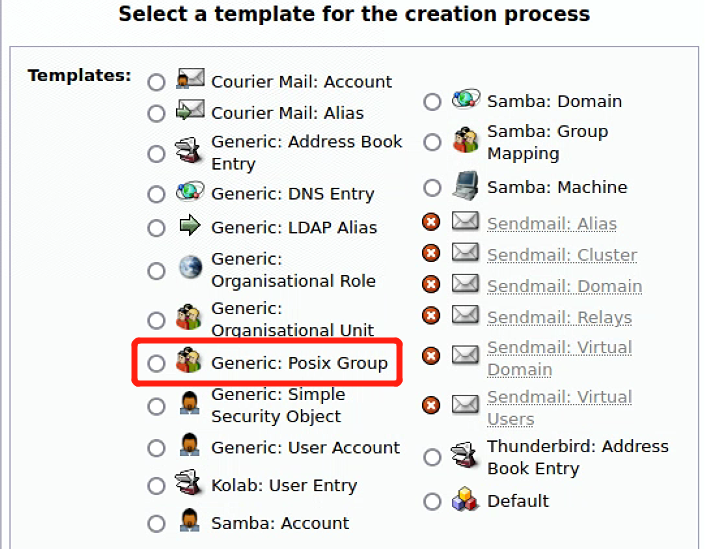 Select a template for the creation process
Templates:
Courier Mail: Account
Courier Mail: Alias
Generic: Address Book
Entry
Generic: DNS Entry
Generic: LDAP Alias
Generic:
Organisational Role
Generic:
Organisational Unit
Generic: Posix Group
Generic: Simple
Security Object
Generic: User Account
Kolab: User Entry
Samba: Account
Samba: Domain
Samba: Group
Mapping
Samba: Machine
Sendmail: Alias
Sendmail: Cluster
Sendmail: Domain
Sendmail: Relays
Sendmail: Virtual
Domain
Sendmail: Virtual
Users
Thunderbird: Address
Book Entry
Default